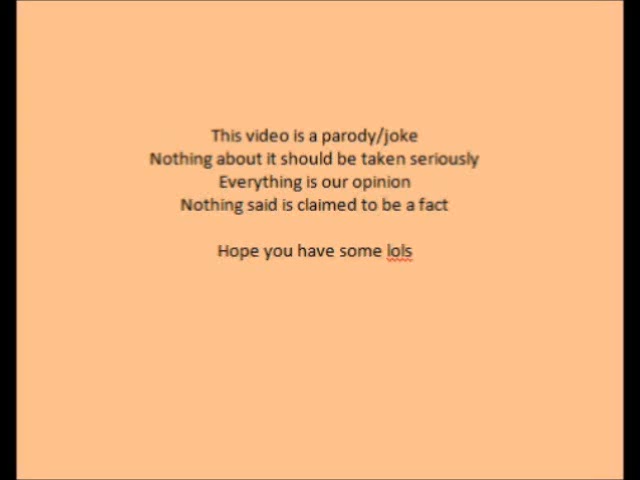 This video is a parody/joke
Nothing about it should be taken seriously
Everything is our opinion
Nothing said is claimed to be a fact
Hope you have some lols